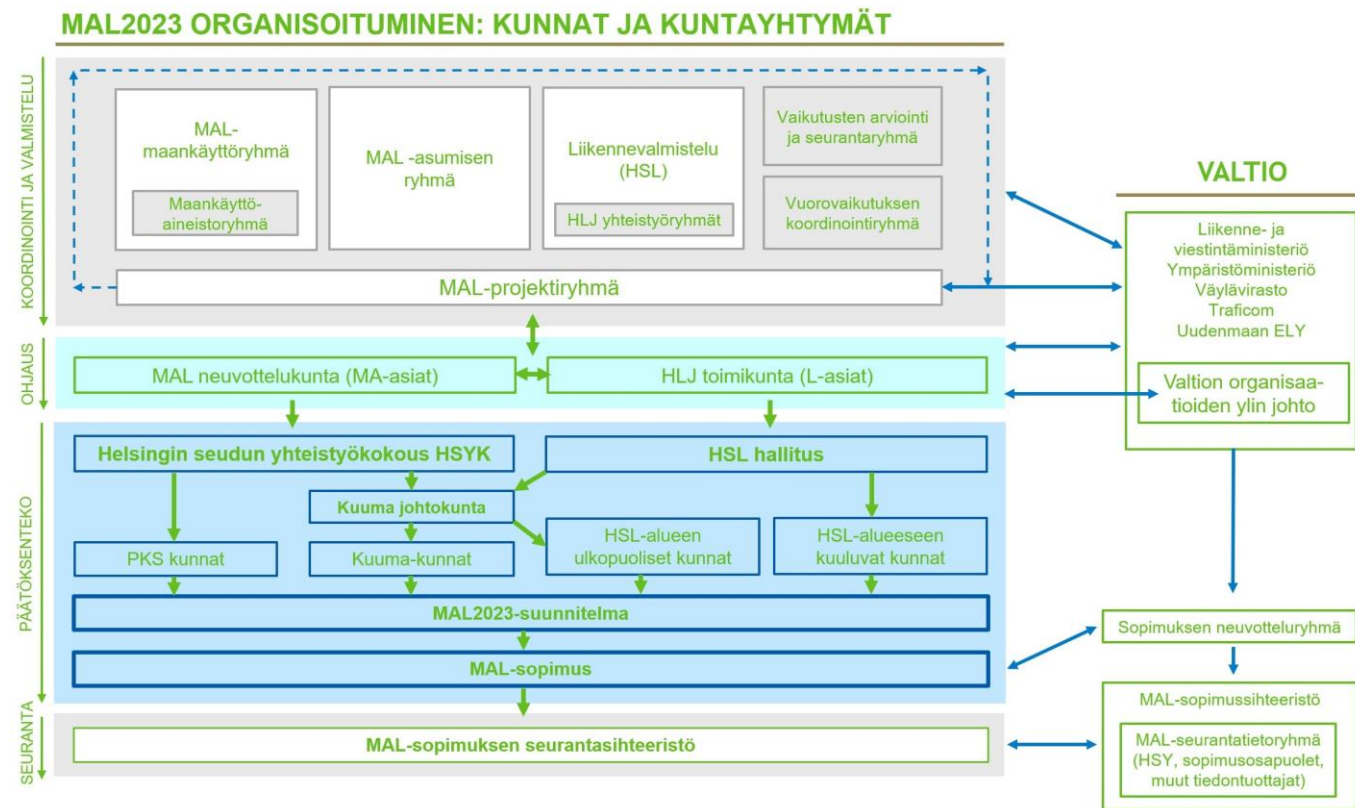 MAL2023 ORGANISOITUMINEN: KUNNAT JA KUNTAYHTYMÄT
KOORDINOINTI JA VALMISTELU
MAL-
maankäyttöryhmä
Maankäyttö-
aineistoryhmä
MAL -asumisen
ryhmä
Liikennevalmistelu
(HSL)
HLJ yhteistyöryhmät
Vaikutusten arviointi
ja seurantaryhmä
Vuorovaikutuksen
koordinointiryhmä
MAL-projektiryhmä
OHJAUS
MAL neuvottelukunta (MA-asiat)
HLJ toimikunta (L-asiat)
PÄÄTÖKSENTEKO
Helsingin seudun yhteistyökokous HSYK
HSL hallitus
Kuuma johtokunta
PKS kunnat
Kuuma-kunnat
HSL-alueen
ulkopuoliset kunnat
HSL-alueeseen
kuuluvat kunnat
MAL2023-suunnitelma
MAL-sopimus
SEURANTA
MAL-sopimuksen seurantasihteeristö
VALTIO
Liikenne- ja
viestintäministeriö
Ympäristöministeriö
Väylävirasto
Traficom
Uudenmaan ELY
Valtion organisaa-
tioiden ylin johto
Sopimuksen neuvotteluryhmä
MAL-sopimussihteeristö
MAL-seurantatietoryhmä
(HSY, sopimusosapuolet,
muut tiedontuottajat)